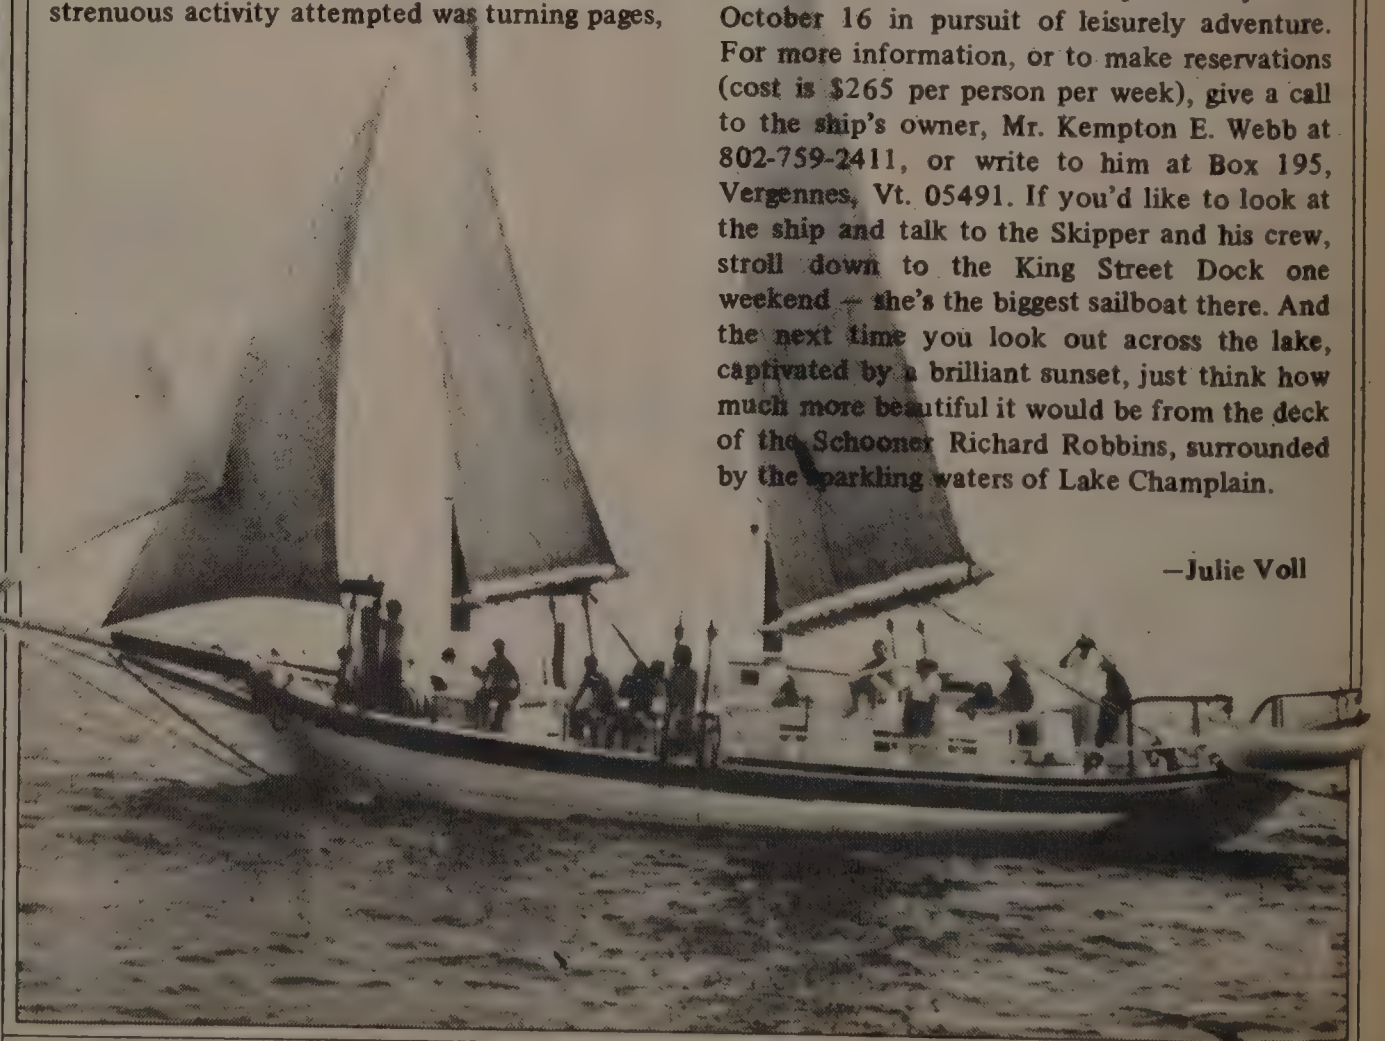 strenuous activity attempted was turning pages,
October 16 in pursuit of leisurely adventure.
For more information, or to make reservations
(cost is $265 per person per week), give a call
to the ship's owner, Mr. Kempton E. Webb at
802-759-2411, or write to him at Box 195,
Vergennes, Vt. 05491. If you'd like to look at
the ship and talk to the Skipper and his crew,
stroll down to the King Street Dock one
weekend — she's the biggest sailboat there. And
the next time you look out across the lake,
captivated by a brilliant sunset, just think how
much more beautiful it would be from the deck
of the Schooner Richard Robbins, surrounded
by the sparkling waters of Lake Champlain.
—Julie Voll